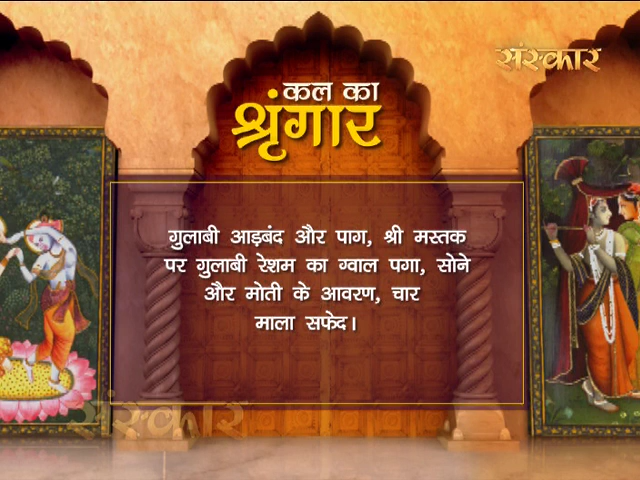 संस्कार
कल का
श्रृंगार
गुलाबी आड़बंद और पाग, श्री मस्तक
पर गुलाबी रेशम का ग्वाल पगा, सोने
और मोती के आवरण, चार
माला सफेद।
संस्कार